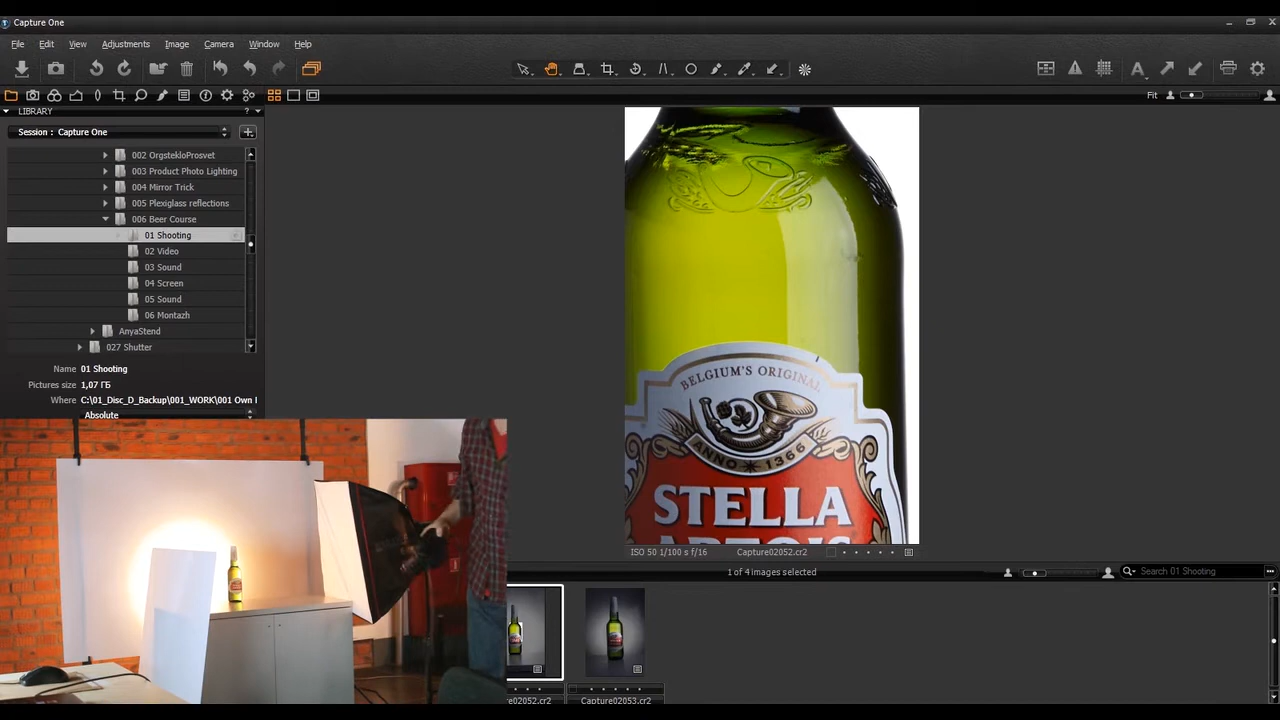 Capture One
File Edit View Adjustments Image Camera Window Help
Fit
LIBRARY ?
Session : Capture One
002 OrgstekloProsvet
003 Product Photo Lighting
004 Mirror Trick
005 Plexiglass reflections
006 Beer Course
01 Shooting
02 Video
03 Sound
04 Screen
05 Sound
06 Montazh
AnyaStend
027 Shutter
Name 01 Shooting
Pictures size 1,07 ГБ
Where C:\01_Disc_D_Backup\001_WORK\001 Own I
Absolute
BELGIUM'S ORIGINAL
ANNO 1366
STELLA
ARTOIS
ISO 50 1/100 s f/16 Capture02052.cr2
1 of 4 images selected
Search 01 Shooting
re02052.cr2 Capture02053.cr2